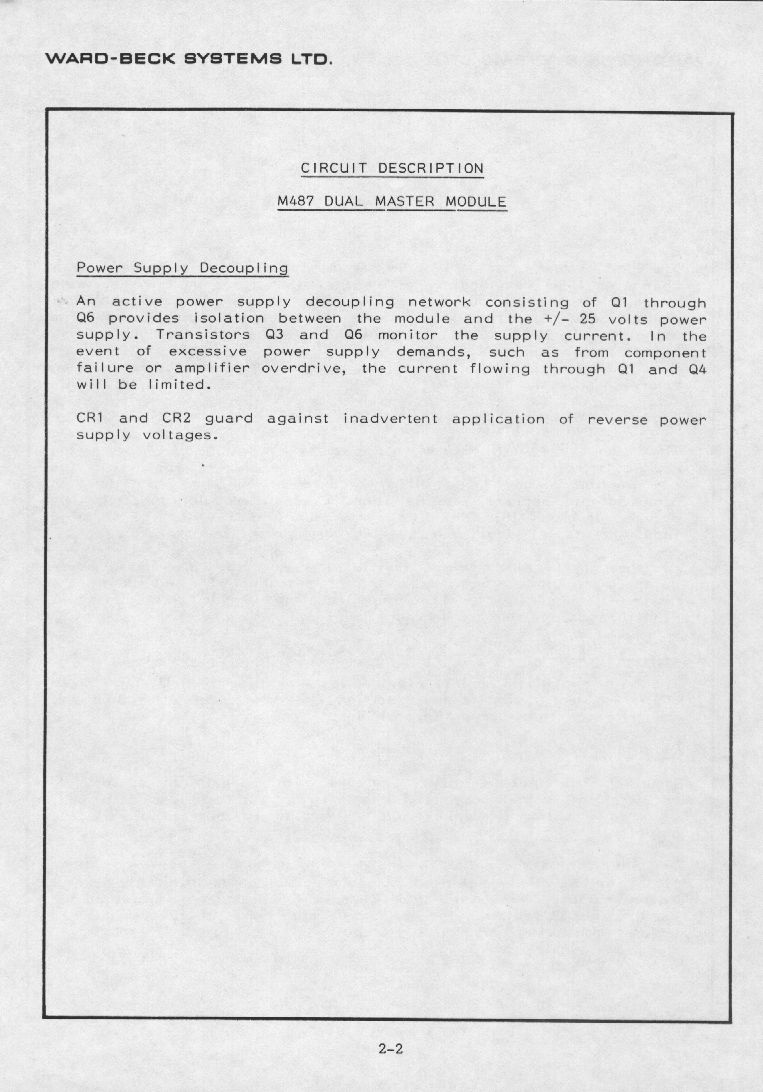 WARD-BECK SYSTEMS LTD.
CIRCUIT DESCRIPTION
M487 DUAL MASTER MODULE
Power Supply Decoupling
An active power supply decoupling network consisting of Q1 through
Q6 provides isolation between the module and the +/- 25 volts power
supply. Transistors Q3 and Q6 monitor the supply current. In the
event of excessive power supply demands, such as from component
failure or amplifier overdrive, the current flowing through Q1 and Q4
will be limited.
CR1 and CR2 guard against inadvertent application of reverse power
supply voltages.
2-2